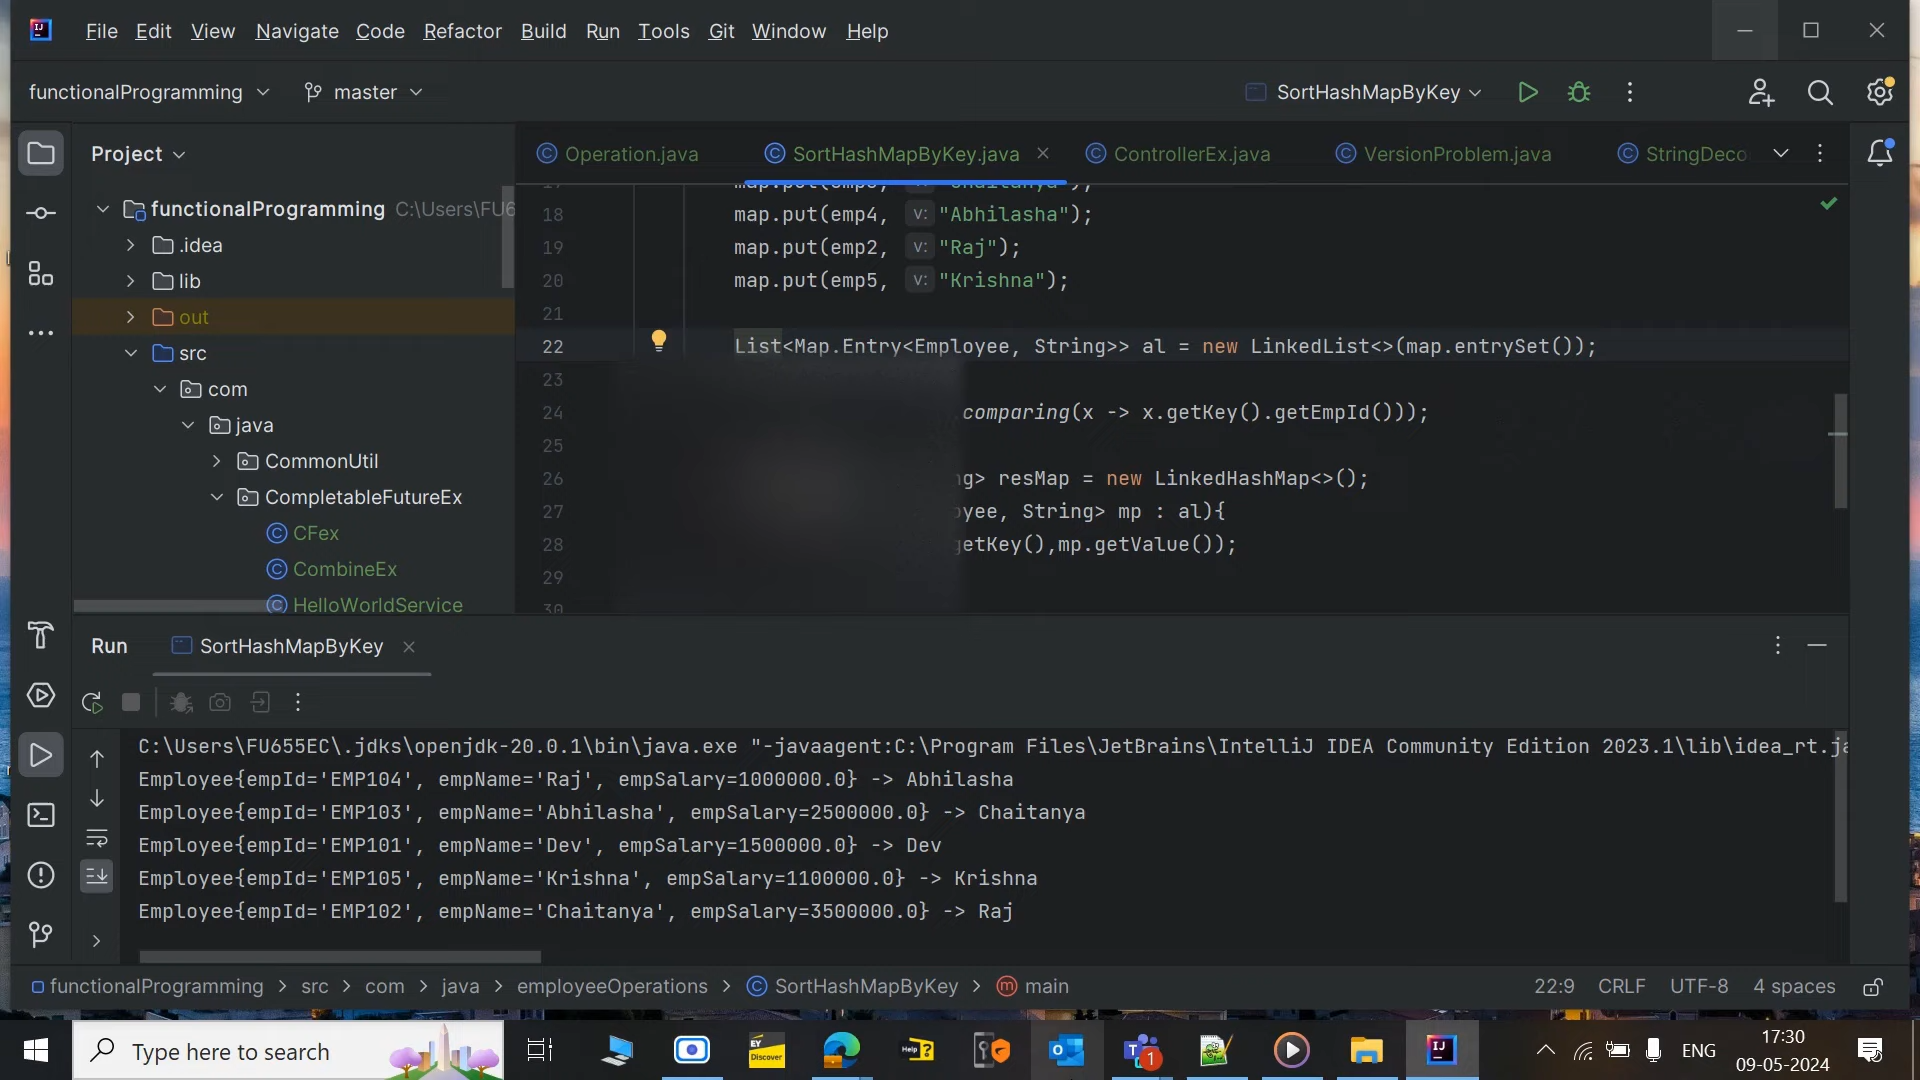 File Edit View Navigate Code Refactor Build Run Tools Git Window Help
functionalProgramming master SortHashMapByKey
Project
functionalProgramming C:\Users\FU6
.idea
lib
out
src
com
java
CommonUtil
CompletableFutureEx
CFex
CombineEx
HelloWorldService
Operation.java SortHashMapByKey.java ControllerEx.java VersionProblem.java StringDeco
18 map.put(emp4, v: "Abhilasha");
19 map.put(emp2, v: "Raj");
20 map.put(emp5, v: "Krishna");
21
22 List<Map.Entry<Employee, String>> al = new LinkedList<>(map.entrySet());
23
24 .comparing(x -> x.getKey().getEmpId()));
25
26 > resMap = new LinkedHashMap<>();
27 , String> mp : al){
28 etKey(),mp.getValue());
29
30
Run SortHashMapByKey
C:\Users\FU655EC\.jdks\openjdk-20.0.1\bin\java.exe "-javaagent:C:\Program Files\JetBrains\IntelliJ IDEA Community Edition 2023.1\lib\idea_rt.ja
Employee{empId='EMP104', empName='Raj', empSalary=1000000.0} -> Abhilasha
Employee{empId='EMP103', empName='Abhilasha', empSalary=2500000.0} -> Chaitanya
Employee{empId='EMP101', empName='Dev', empSalary=1500000.0} -> Dev
Employee{empId='EMP105', empName='Krishna', empSalary=1100000.0} -> Krishna
Employee{empId='EMP102', empName='Chaitanya', empSalary=3500000.0} -> Raj
functionalProgramming > src > com > java > employeeOperations > SortHashMapByKey > main 22:9 CRLF UTF-8 4 spaces
Type here to search EY Discover Help? 1 ENG 17:30
09-05-2024